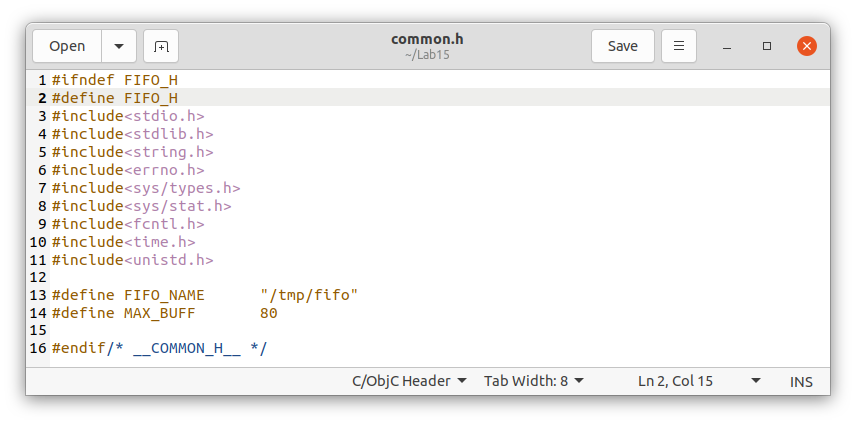 Open
common.h
~/Lab15
Save
1 #ifndef FIFO_H
2 #define FIFO_H
3 #include<stdio.h>
4 #include<stdlib.h>
5 #include<string.h>
6 #include<errno.h>
7 #include<sys/types.h>
8 #include<sys/stat.h>
9 #include<fcntl.h>
10 #include<time.h>
11 #include<unistd.h>
12
13 #define FIFO_NAME      "/tmp/fifo"
14 #define MAX_BUFF       80
15
16 #endif/* __COMMON_H__ */
C/ObjC Header Tab Width: 8 Ln 2, Col 15 INS